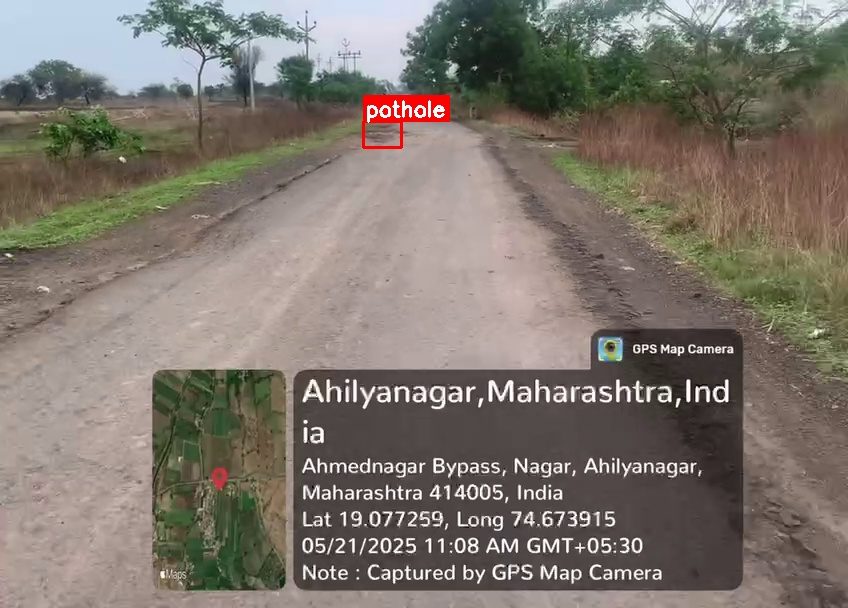 pothole
GPS Map Camera
Ahilyanagar,Maharashtra,Ind
ia
Ahmednagar Bypass, Nagar, Ahilyanagar,
Maharashtra 414005, India
Lat 19.077259, Long 74.673915
05/21/2025 11:08 AM GMT+05:30
Note : Captured by GPS Map Camera
Maps